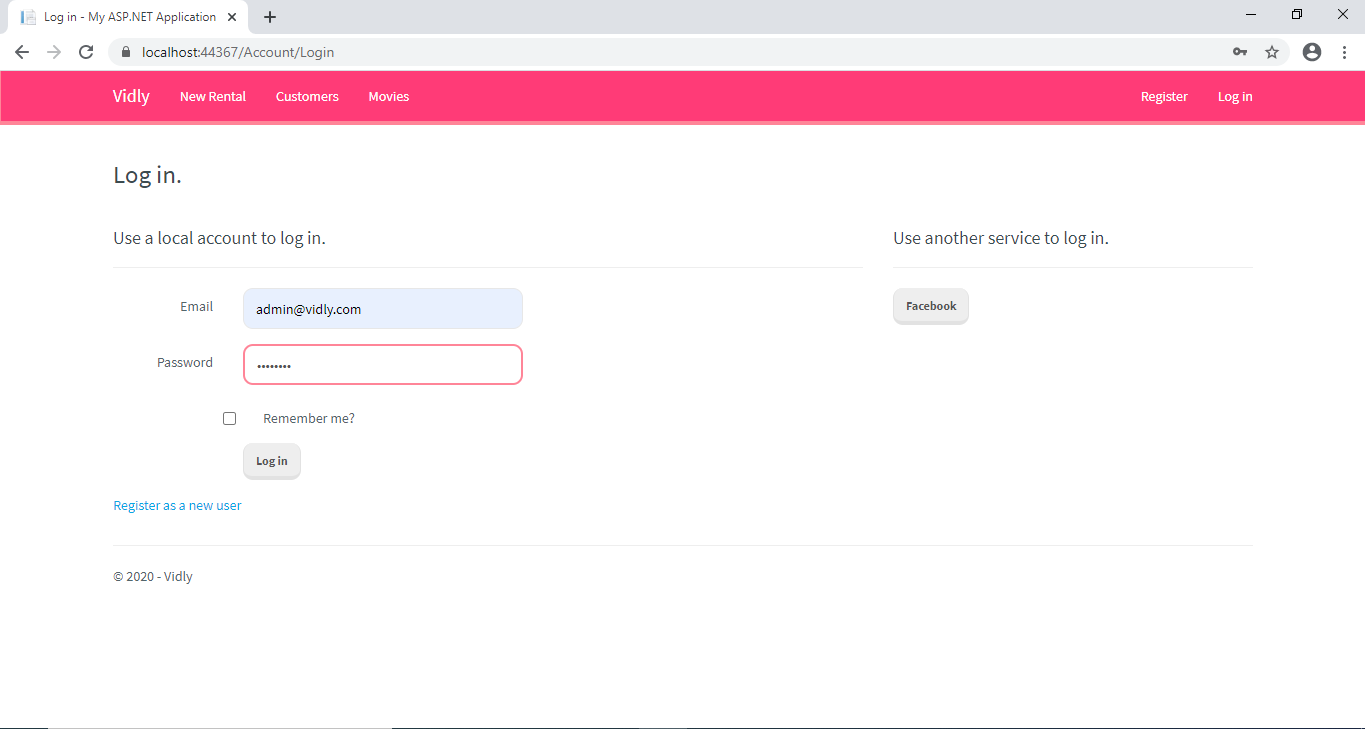 Log in - My ASP.NET Application
localhost:44367/Account/Login
Vidly New Rental Customers Movies Register Log in
Log in.
Use a local account to log in.
Use another service to log in.
Email admin@vidly.com
Facebook
Password ••••••••
Remember me?
Log in
Register as a new user
© 2020 - Vidly